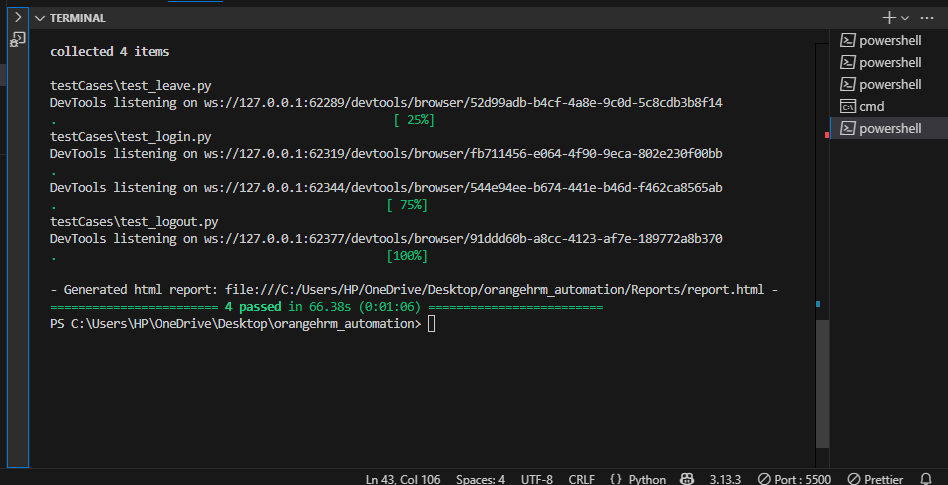 TERMINAL
collected 4 items
testCases\test_leave.py
DevTools listening on ws://127.0.0.1:62289/devtools/browser/52d99adb-b4cf-4a8e-9c0d-5c8cdb3b8f14
. [ 25%]
testCases\test_login.py
DevTools listening on ws://127.0.0.1:62319/devtools/browser/fb711456-e064-4f90-9eca-802e230f00bb
.
DevTools listening on ws://127.0.0.1:62344/devtools/browser/544e94ee-b674-441e-b46d-f462ca8565ab
. [ 75%]
testCases\test_logout.py
DevTools listening on ws://127.0.0.1:62377/devtools/browser/91ddd60b-a8cc-4123-af7e-189772a8b370
. [100%]
- Generated html report: file:///C:/Users/HP/OneDrive/Desktop/orangehrm_automation/Reports/report.html -
======================== 4 passed in 66.38s (0:01:06) =========================
PS C:\Users\HP\OneDrive\Desktop\orangehrm_automation>
powershell
powershell
powershell
cmd
powershell
Ln 43, Col 106 Spaces: 4 UTF-8 CRLF {} Python 3.13.3 Port : 5500 Prettier